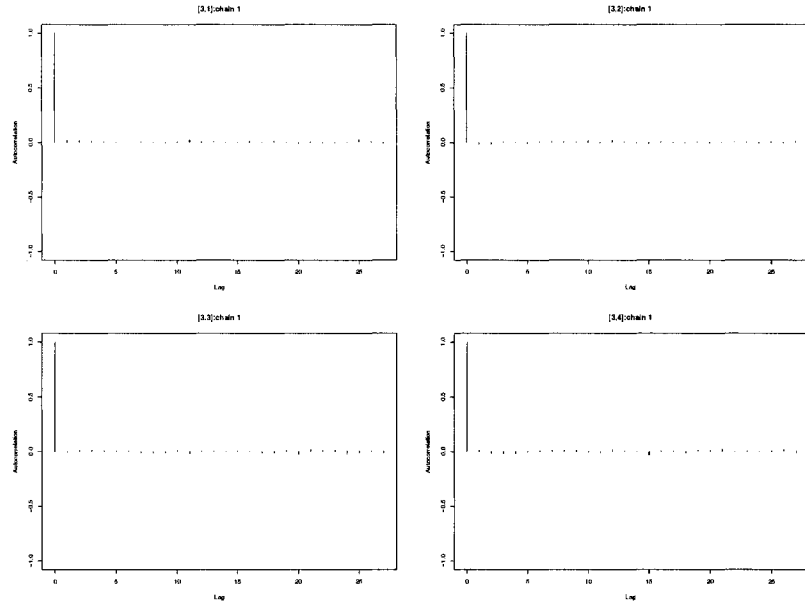 [3,1]:chain 1
Autocorrelation
1.0
0.5
0.0
-0.5
-1.0
0 5 10 15 20 25
Lag
[3,2]:chain 1
Autocorrelation
1.0
0.5
0.0
-0.5
-1.0
0 5 10 15 20 25
Lag
[3,3]:chain 1
Autocorrelation
1.0
0.5
0.0
-0.5
-1.0
0 5 10 15 20 25
Lag
[3,4]:chain 1
Autocorrelation
1.0
0.5
0.0
-0.5
-1.0
0 5 10 15 20 25
Lag